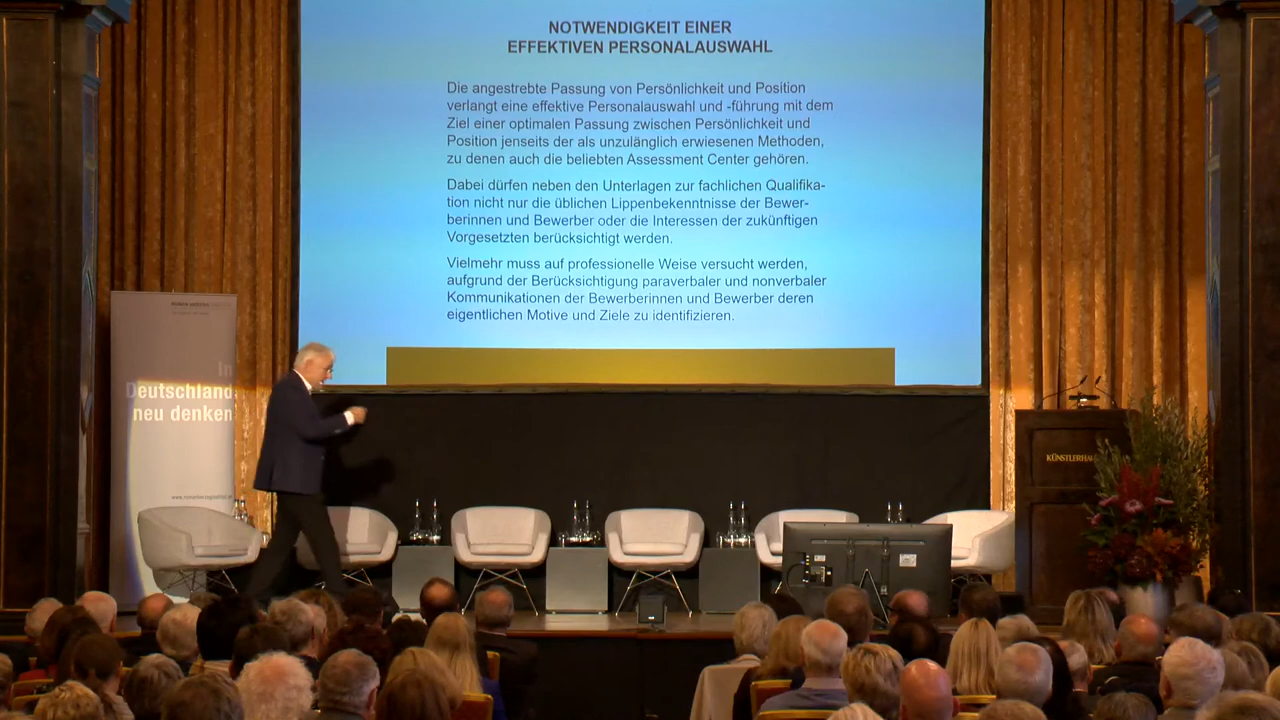 NOTWENDIGKEIT EINER
EFFEKTIVEN PERSONALAUSWAHL
Die angestrebte Passung von Persönlichkeit und Position
verlangt eine effektive Personalauswahl und -führung mit dem
Ziel einer optimalen Passung zwischen Persönlichkeit und
Position jenseits der als unzulänglich erwiesenen Methoden,
zu denen auch die beliebten Assessment Center gehören.
Dabei dürfen neben den Unterlagen zur fachlichen Qualifika-
tion nicht nur die üblichen Lippenbekenntnisse der Bewer-
berinnen und Bewerber oder die Interessen der zukünftigen
Vorgesetzten berücksichtigt werden.
Vielmehr muss auf professionelle Weise versucht werden,
aufgrund der Berücksichtigung paraverbaler und nonverbaler
Kommunikationen der Bewerberinnen und Bewerber deren
eigentlichen Motive und Ziele zu identifizieren.
In
Deutschland
neu denken
KÜNSTLERHAU